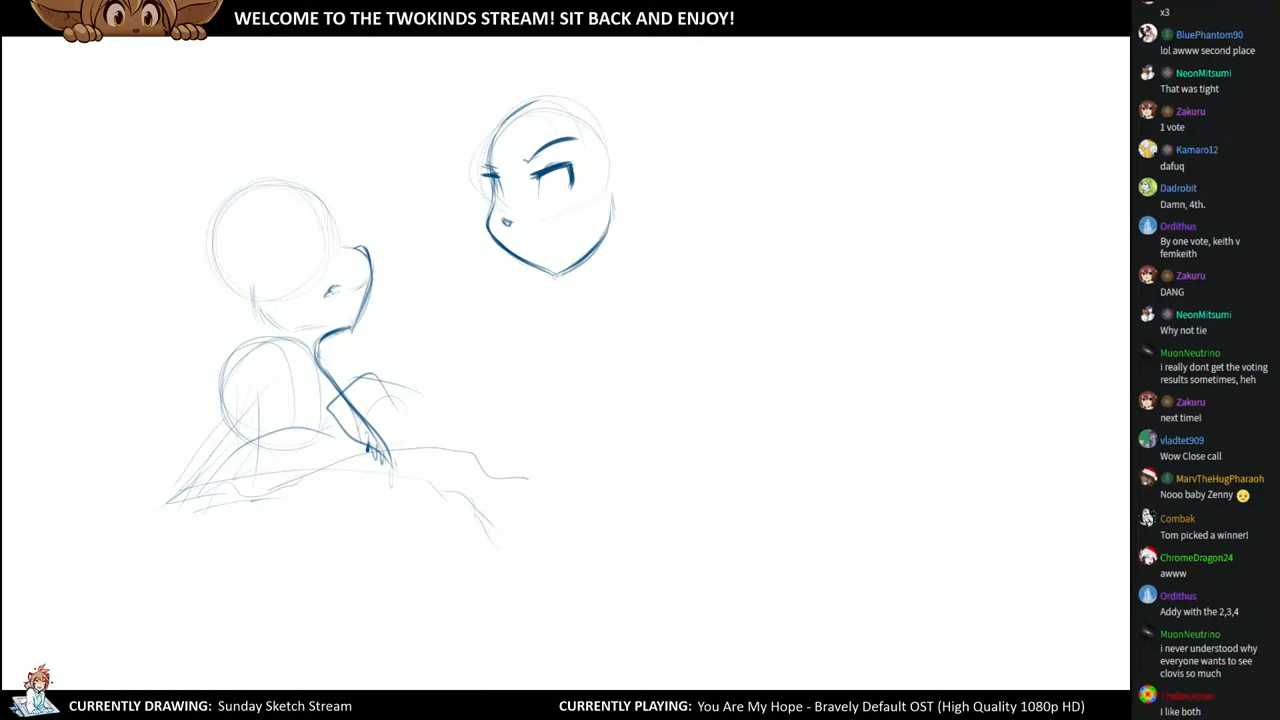 WELCOME TO THE TWOKINDS STREAM! SIT BACK AND ENJOY!
x3
BluePhantom90
lol awww second place
NeonMitsumi
That was tight
Zakuru
1 vote
Kamaro12
dafuq
Dadrobit
Damn, 4th.
Ordithus
By one vote, keith v
femkeith
Zakuru
DANG
NeonMitsumi
Why not tie
MuonNeutrino
i really dont get the voting
results sometimes, heh
Zakuru
next time!
vladtet909
Wow Close call
MarvTheHugPharaoh
Nooo baby Zenny
Combak
Tom picked a winner!
ChromeDragon24
awww
Ordithus
Addy with the 2,3,4
MuonNeutrino
i never understood why
everyone wants to see
clovis so much
I like both
CURRENTLY DRAWING: Sunday Sketch Stream
CURRENTLY PLAYING: You Are My Hope - Bravely Default OST (High Quality 1080p HD)